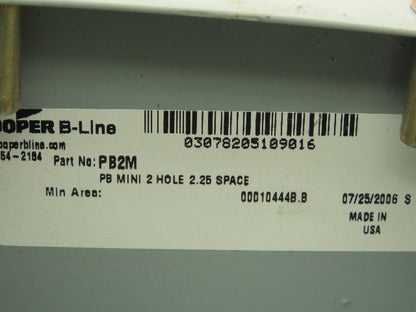 OOPER B-Line
03078205109016
ooperbline.com
54-2184 Part No: PB2M
PB MINI 2 HOLE 2.25 SPACE
Min Area: 00010444B.B 07/25/2006 S
MADE IN
USA